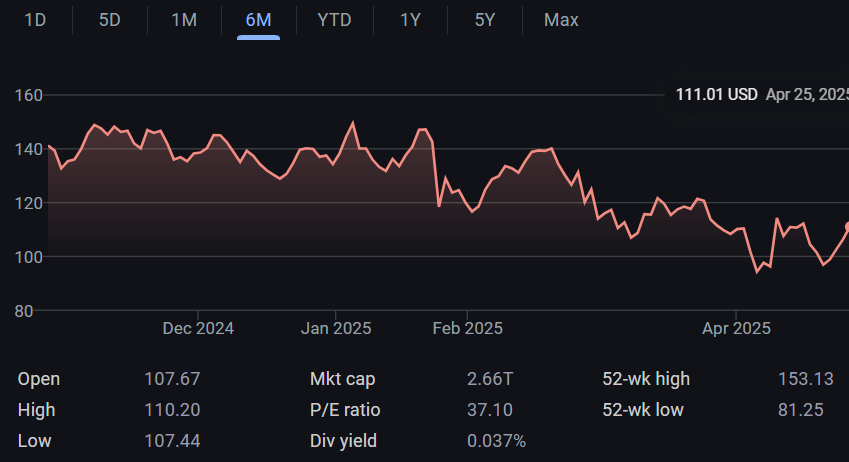 1D 5D 1M 6M YTD 1Y 5Y Max
160
111.01 USD Apr 25, 2025
140
120
100
80
Dec 2024 Jan 2025 Feb 2025 Apr 2025
Open 107.67 Mkt cap 2.66T 52-wk high 153.13
High 110.20 P/E ratio 37.10 52-wk low 81.25
Low 107.44 Div yield 0.037%